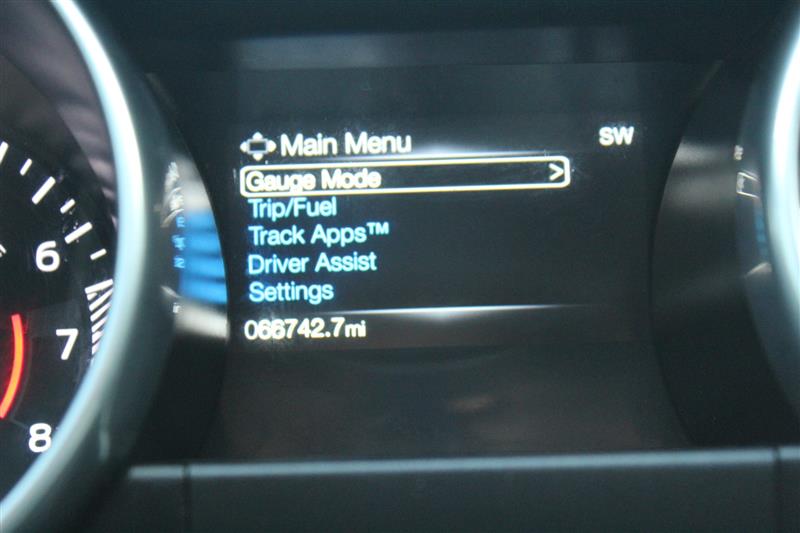 Main Menu SW
Gauge Mode >
Trip/Fuel
Track Apps™
Driver Assist
Settings
066742.7mi
6
7
8